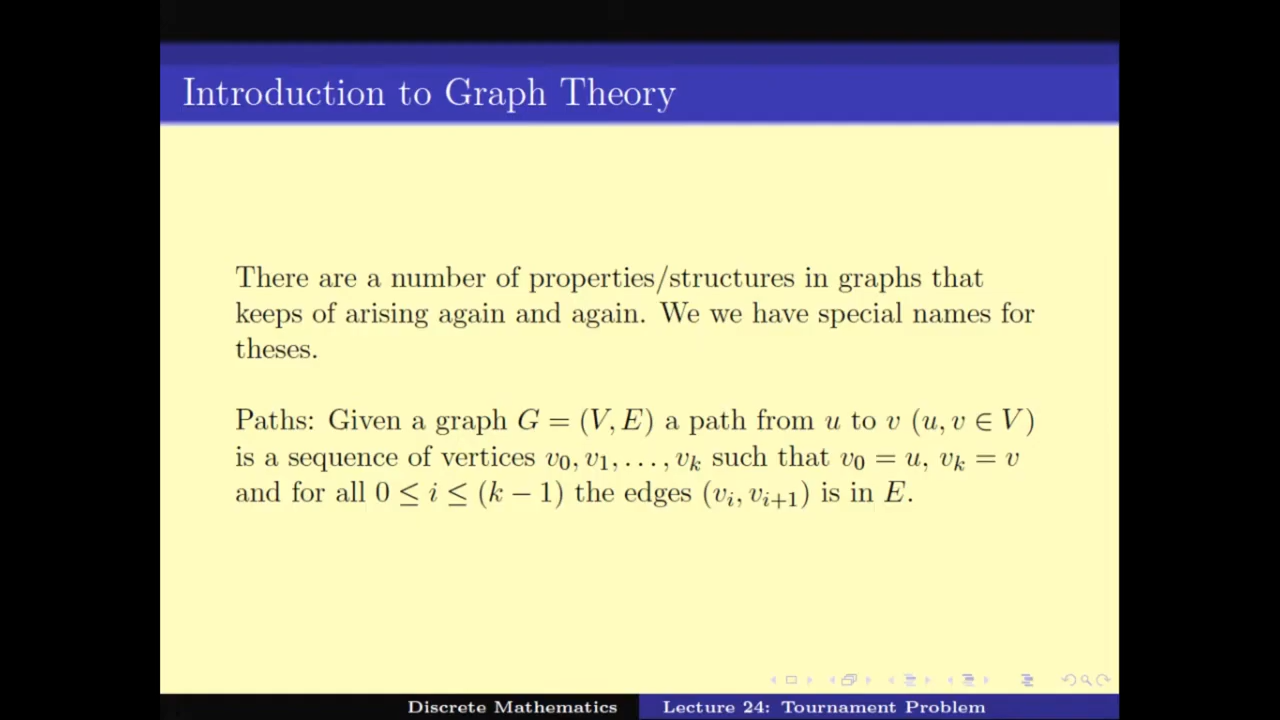 Introduction to Graph Theory
There are a number of properties/structures in graphs that
keeps of arising again and again. We we have special names for
theses.
Paths: Given a graph G = (V, E) a path from u to v (u, v ∈ V)
is a sequence of vertices v₀, v₁, . . . , vₖ such that v₀ = u, vₖ = v
and for all 0 ≤ i ≤ (k − 1) the edges (vᵢ, vᵢ₊₁) is in E.
Discrete Mathematics
Lecture 24: Tournament Problem